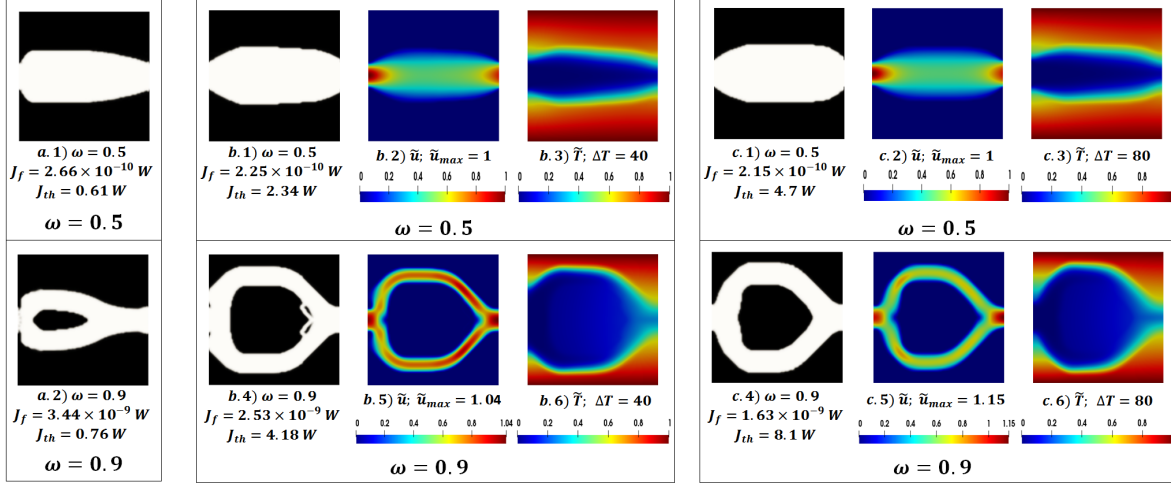 a.1) ω = 0.5
J_f = 2.66 × 10⁻¹⁰ W
J_th = 0.61 W
ω = 0.5
b.1) ω = 0.5
J_f = 2.25 × 10⁻¹⁰ W
J_th = 2.34 W
b.2) ũ; ũ_max = 1
0 0.2 0.4 0.6 0.8 1
b.3) T̃; ΔT = 40
0.2 0.4 0.6 0.8 1
ω = 0.5
c.1) ω = 0.5
J_f = 2.15 × 10⁻¹⁰ W
J_th = 4.7 W
c.2) ũ; ũ_max = 1
0 0.2 0.4 0.6 0.8 1
c.3) T̃; ΔT = 80
0 0.2 0.4 0.6 0.8
ω = 0.5
a.2) ω = 0.9
J_f = 3.44 × 10⁻⁹ W
J_th = 0.76 W
ω = 0.9
b.4) ω = 0.9
J_f = 2.53 × 10⁻⁹ W
J_th = 4.18 W
b.5) ũ; ũ_max = 1.04
0 0.2 0.4 0.6 0.8 1.04
b.6) T̃; ΔT = 40
0 0.2 0.4 0.6 0.8 1
ω = 0.9
c.4) ω = 0.9
J_f = 1.63 × 10⁻⁹ W
J_th = 8.1 W
c.5) ũ; ũ_max = 1.15
0 0.2 0.4 0.6 0.8 1 1.15
c.6) T̃; ΔT = 80
0 0.2 0.4 0.6 0.8
ω = 0.9